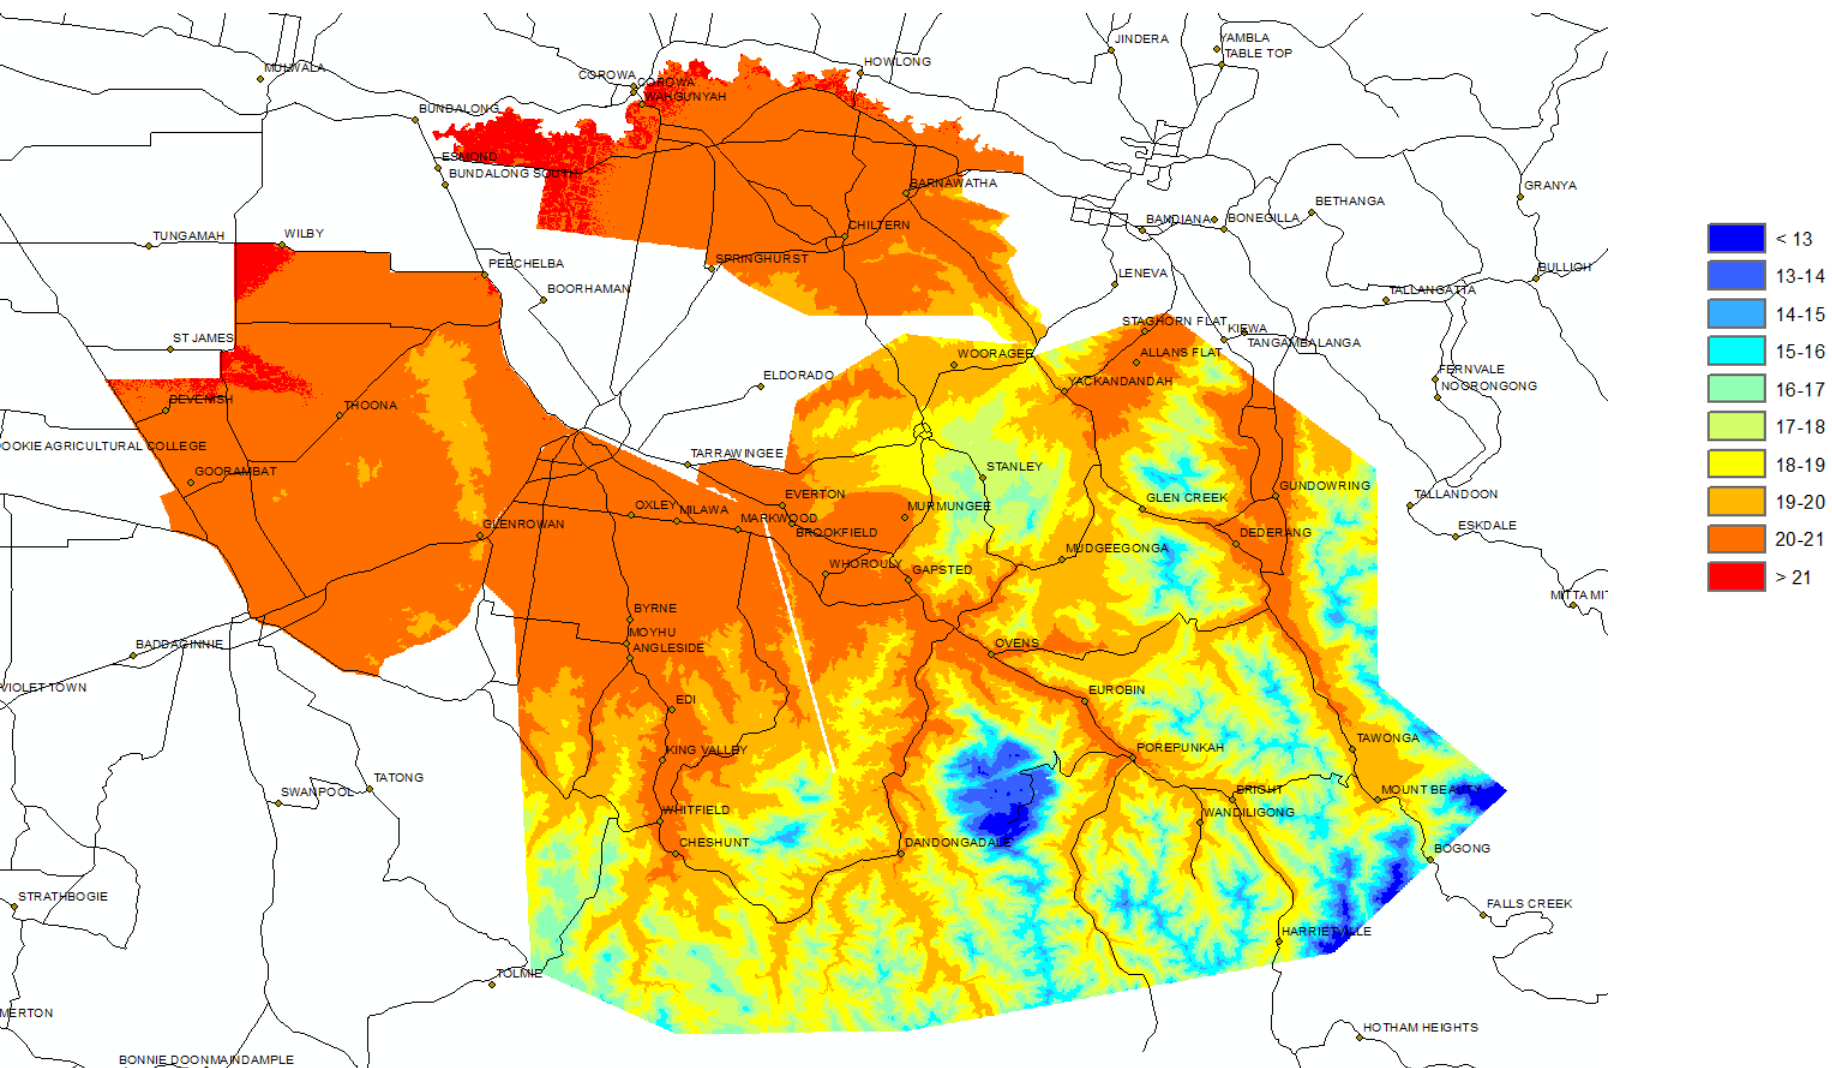 JINDERA
YAMBLA
TABLE TOP
HOWLONG
MULWALA
COROWA
COROWA
WAHGUNYAH
BUNDALONG
ESMOND
BUNDALONG SOUTH
BARNAWATHA
GRANYA
BETHANGA
BANDIANA
BONEGILLA
CHILTERN
TUNGAMAH
WILBY
SPRINGHURST
PEECHELBA
LENEVA
BULLIOH
BOORHAMAN
TALLANGATTA
STAGHORN FLAT
KIEWA
TANGAMBALANGA
ST JAMES
WOORAGEE
ALLANS FLAT
ELDORADO
YACKANDANDAH
FERNVALE
NOORONGONG
DEVENISH
THOONA
OOKIE AGRICULTURAL COLLEGE
TARRAWINGEE
GOORAMBAT
STANLEY
GUNDOWRING
EVERTON
GLEN CREEK
TALLANDOON
OXLEY
MILAWA
MURMUNGEE
MARKWOOD
GLENROWAN
BROOKFIELD
DEDERANG
ESKDALE
MUDGEEGONGA
WHOROULY
GAPSTED
MITTA MIT
BYRNE
MOYHU
ANGLESIDE
BADDAGINNIE
OVENS
VIOLET TOWN
EUROBIN
EDI
TAWONGA
KING VALLEY
POREPUNKAH
TATONG
SWANPOOL
BRIGHT
MOUNT BEAUTY
WHITFIELD
WANDILIGONG
CHESHUNT
DANDONGADALE
BOGONG
STRATHBOGIE
FALLS CREEK
HARRIETVILLE
TOLMIE
MERTON
HOTHAM HEIGHTS
BONNIE DOON
MAINDAMPLE
< 13
13-14
14-15
15-16
16-17
17-18
18-19
19-20
20-21
> 21